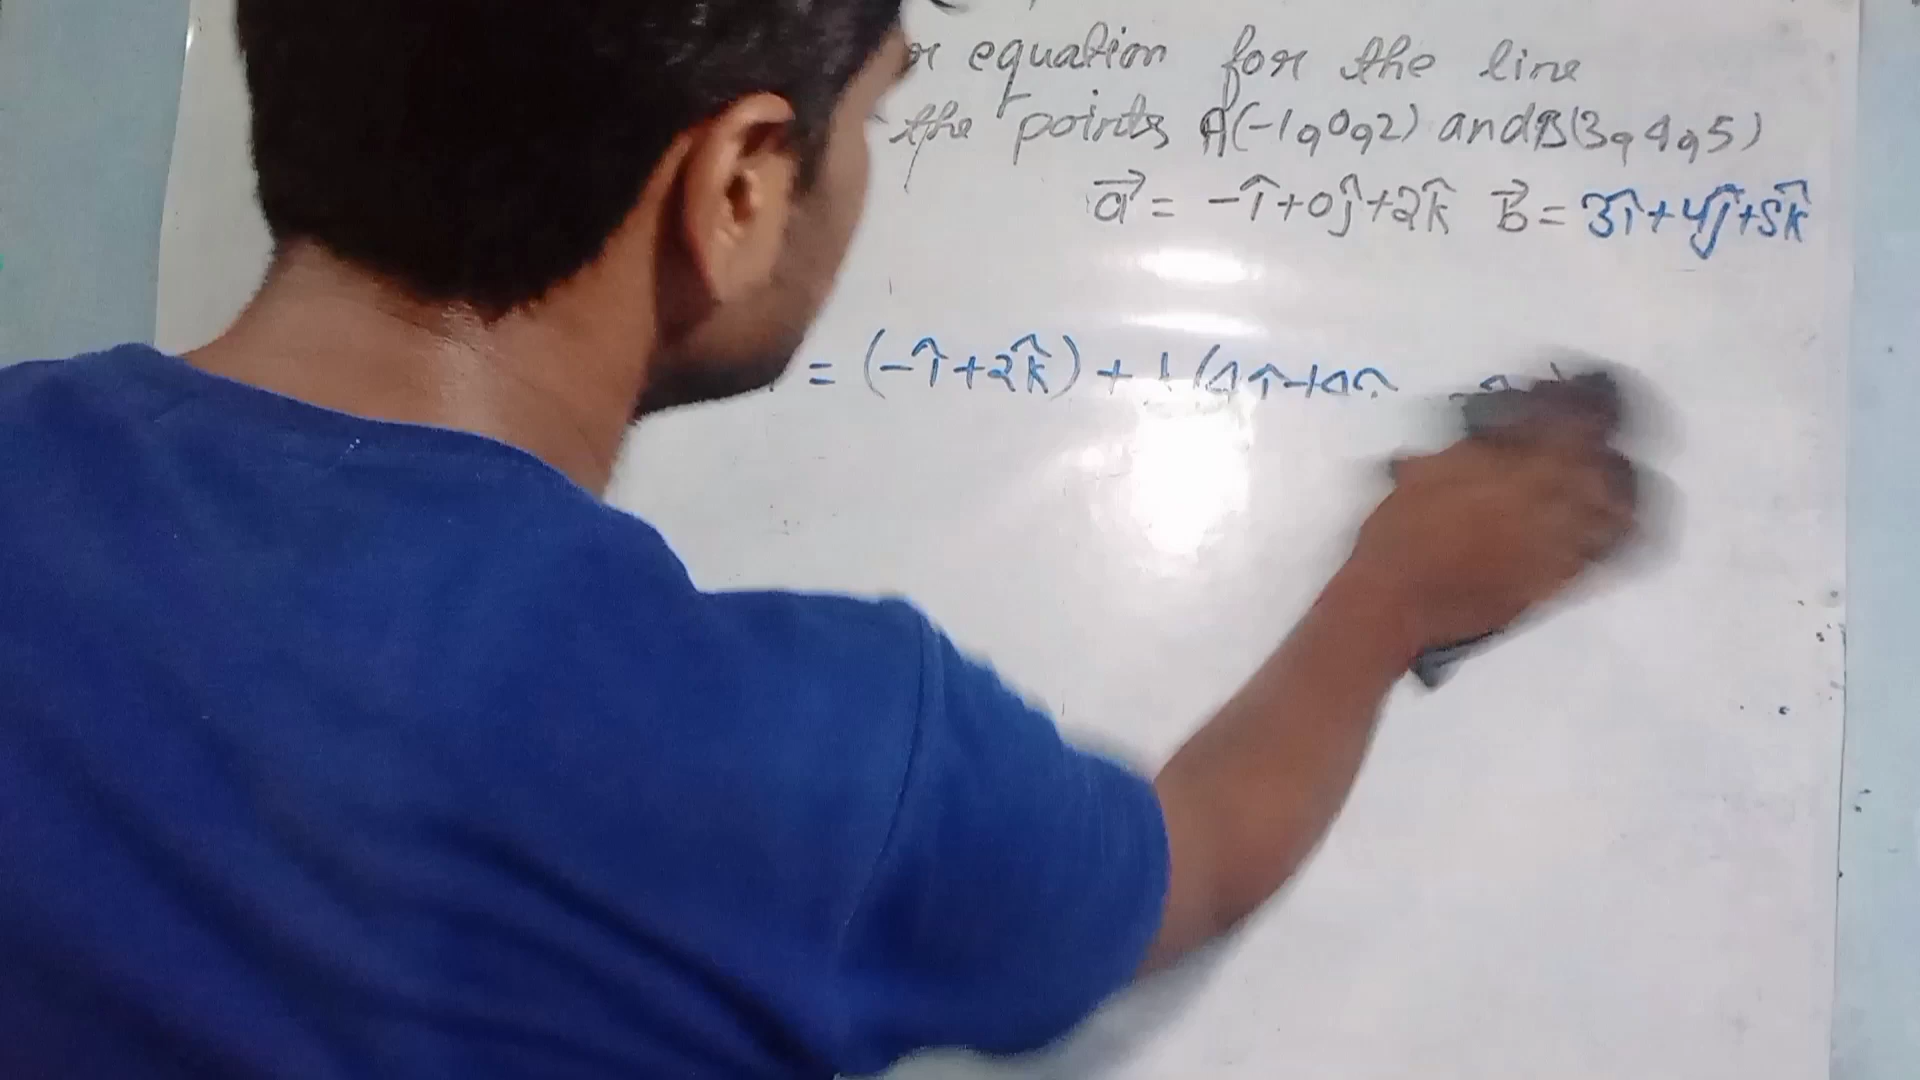 equation for the line
the points A(-1,0,2) and B(3,4,5)
a⃗ = -î+0ĵ+2k̂ b⃗ = 3î+4ĵ+5k̂
= (-î+2k̂) +